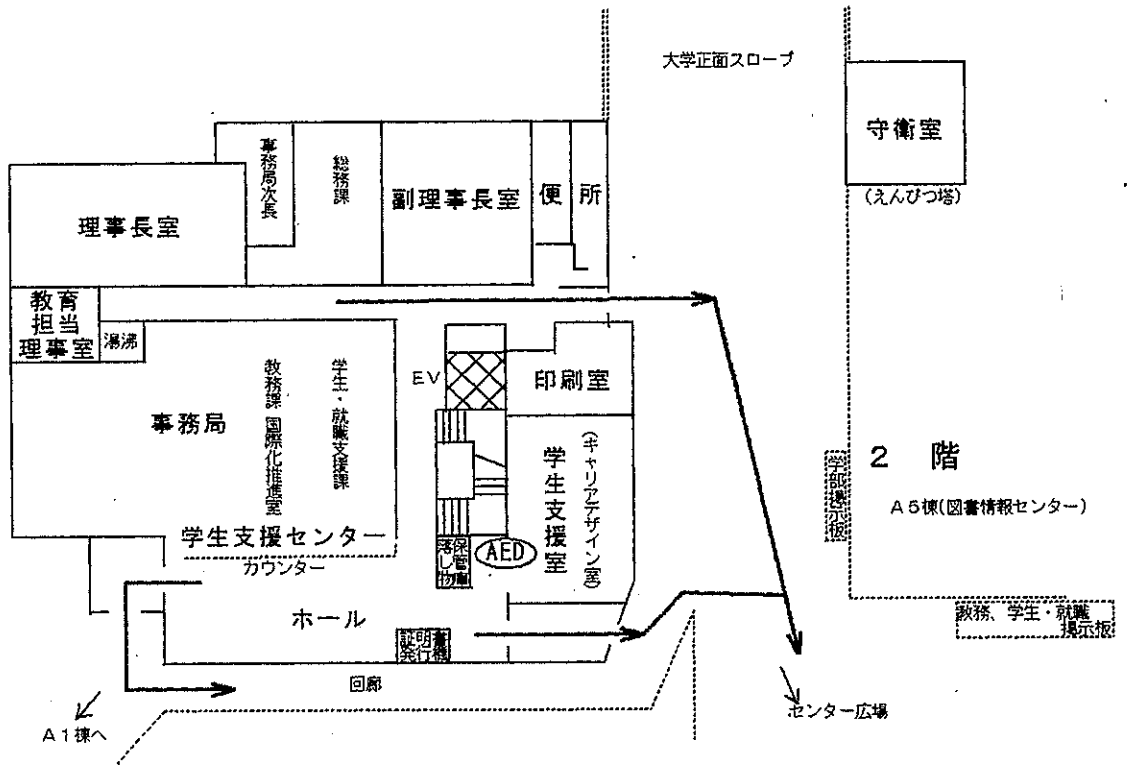 大学正面スロープ
守衛室
(えんぴつ塔)
事務局次長
総務課
副理事長室
便
所
理事長室
教育
担当
理事室
湯沸
EV
印刷室
事務局
教務課 国際化推進室
学生・就職支援課
学生支援室
(キャリアデザイン室)
2 階
学部掲示板
A5棟(図書情報センター)
学生支援センター
カウンター
落し物
保管庫
AED
ホール
証明書
発行機
教務、学生・就職
掲示板
回廊
A1棟へ
センター広場